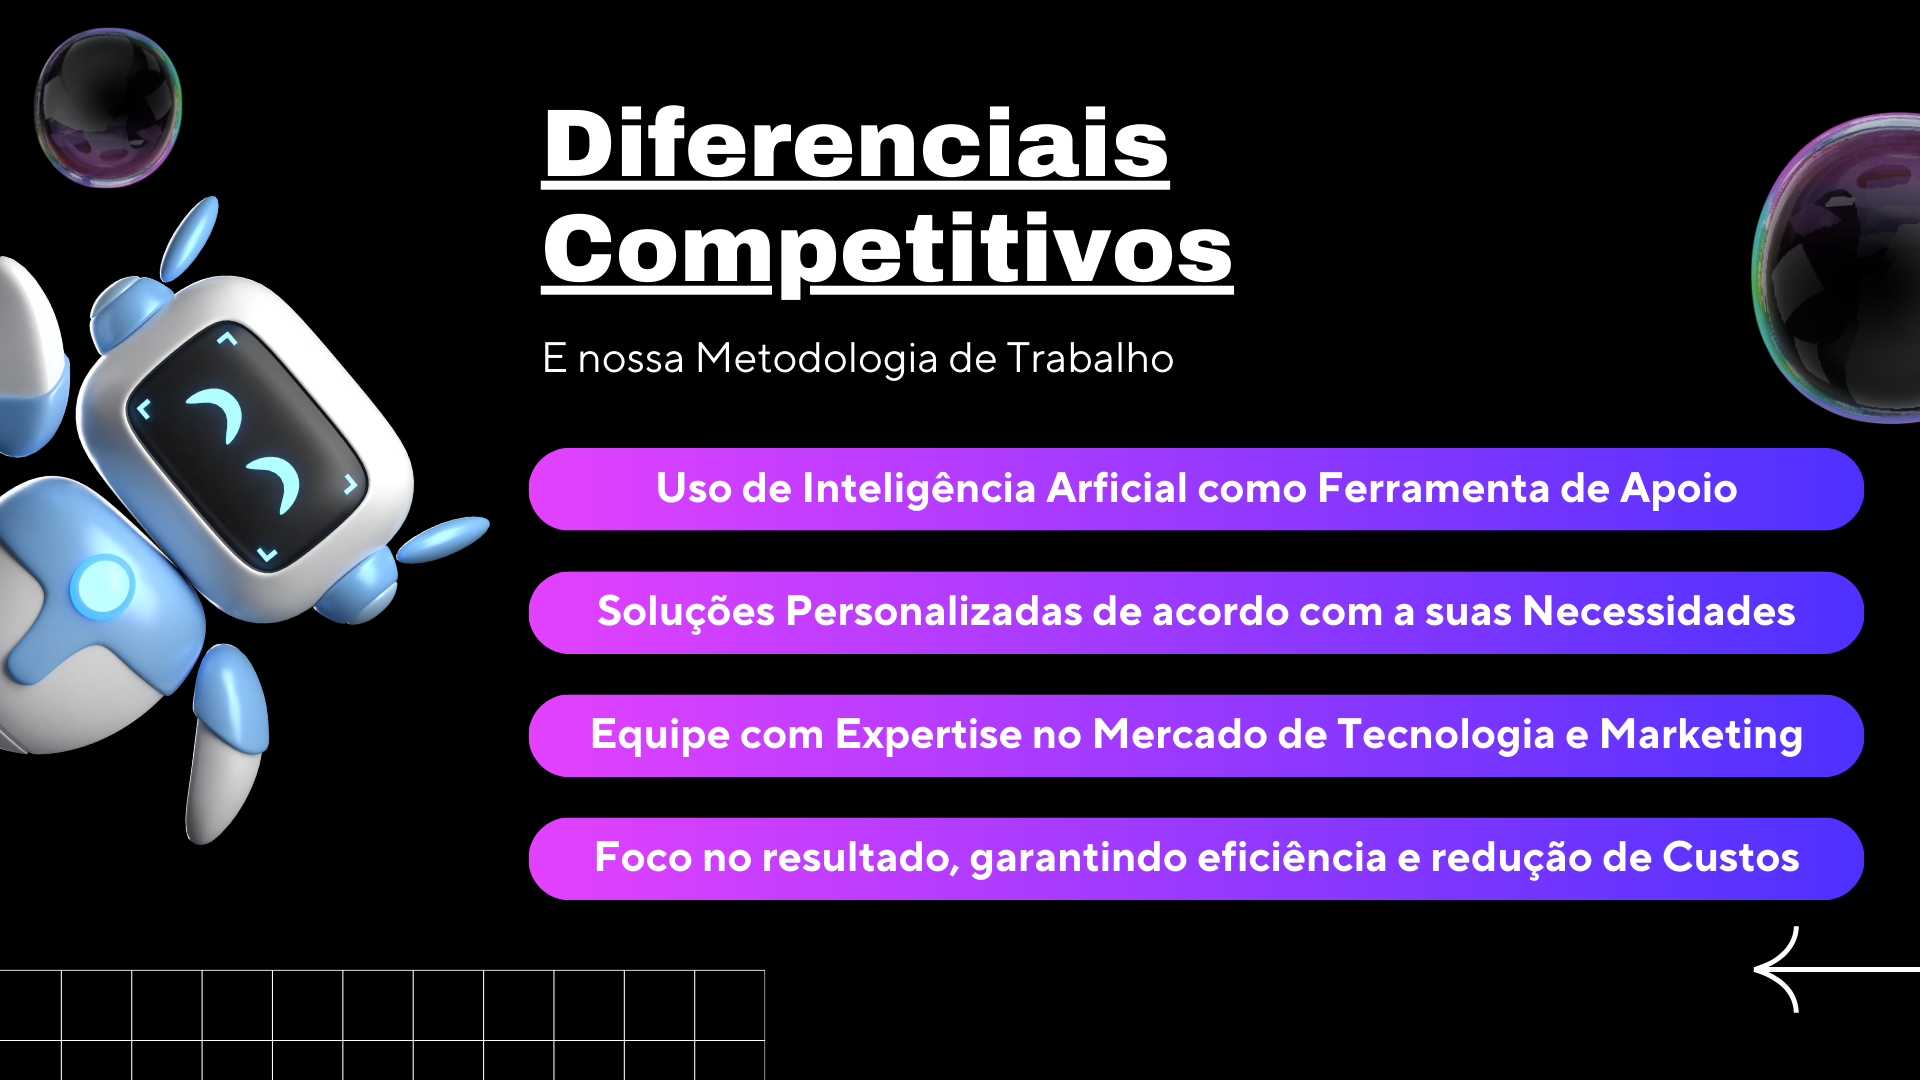 Diferenciais
Competitivos
E nossa Metodologia de Trabalho
Uso de Inteligência Arficial como Ferramenta de Apoio
Soluções Personalizadas de acordo com a suas Necessidades
Equipe com Expertise no Mercado de Tecnologia e Marketing
Foco no resultado, garantindo eficiência e redução de Custos